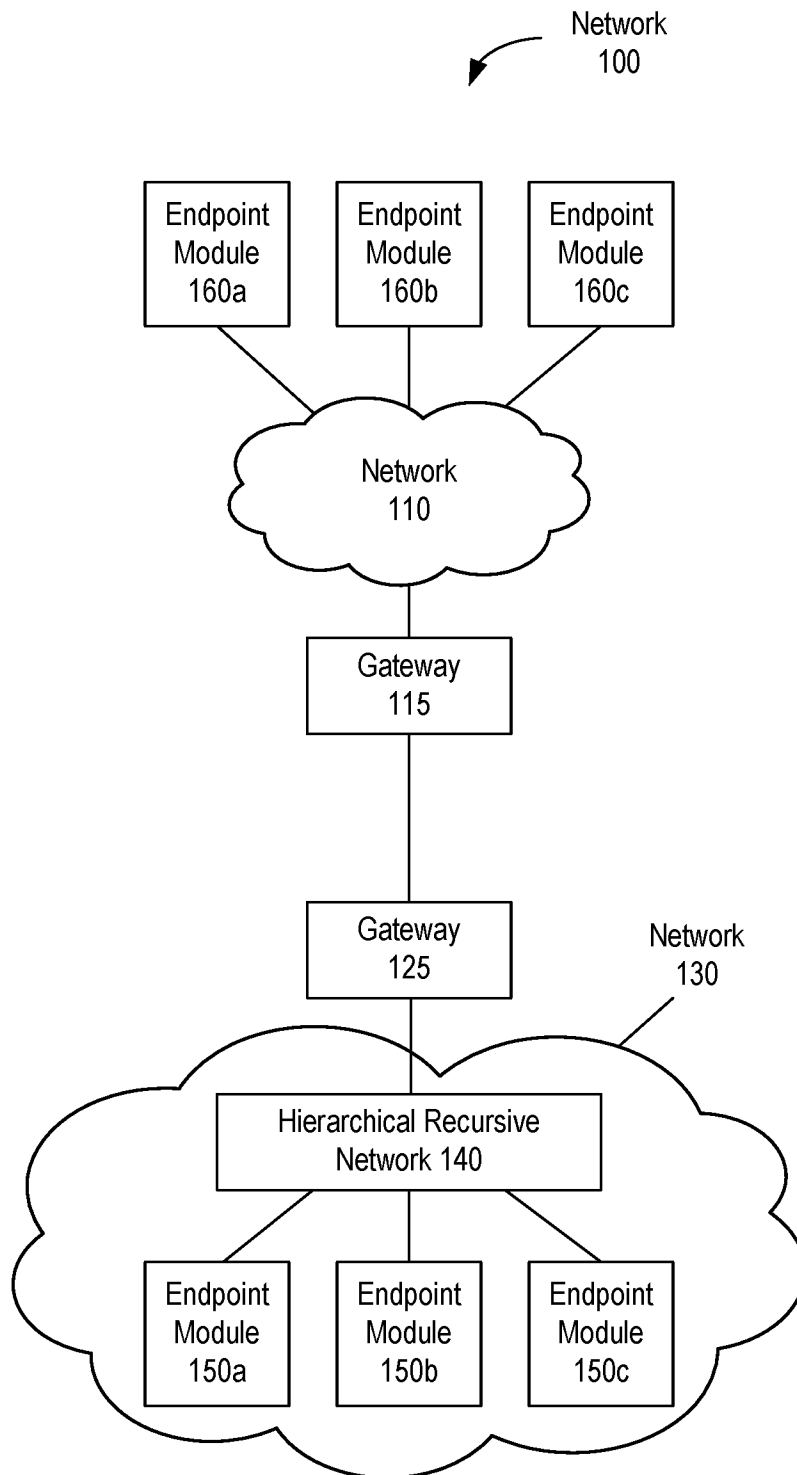 Network
100
Endpoint
Module
160a
Endpoint
Module
160b
Endpoint
Module
160c
Network
110
Gateway
115
Gateway
125
Network
130
Hierarchical Recursive
Network 140
Endpoint
Module
150a
Endpoint
Module
150b
Endpoint
Module
150c